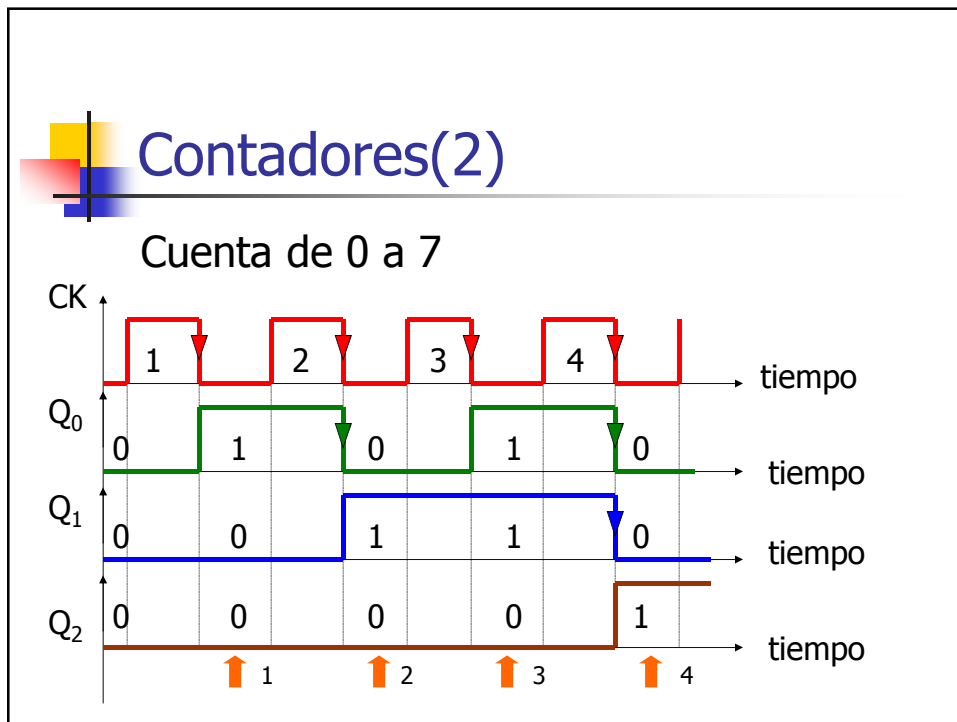 Contadores(2)
Cuenta de 0 a 7
CK
1 2 3 4
tiempo
Q0
0 1 0 1 0
tiempo
Q1
0 0 1 1 0
tiempo
Q2
0 0 0 0 1
tiempo
1 2 3 4